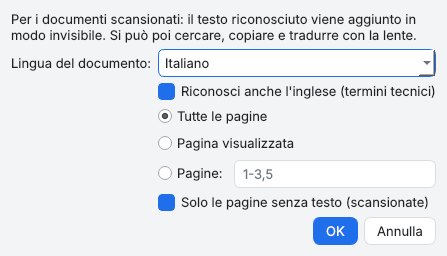 Per i documenti scansionati: il testo riconosciuto viene aggiunto in
modo invisibile. Si può poi cercare, copiare e tradurre con la lente.
Lingua del documento: Italiano
Riconosci anche l'inglese (termini tecnici)
Tutte le pagine
Pagina visualizzata
Pagine: 1-3,5
Solo le pagine senza testo (scansionate)
OK Annulla